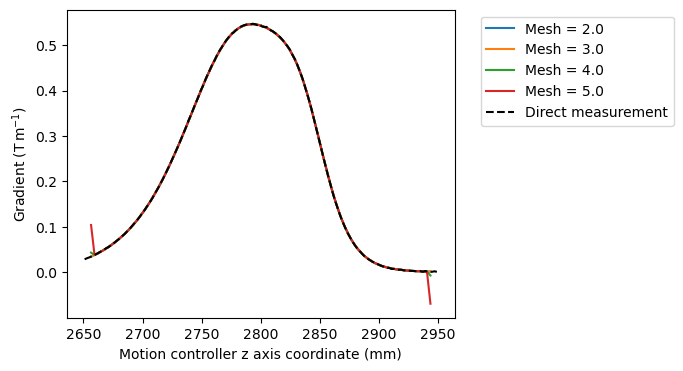 Mesh = 2.0
Mesh = 3.0
Mesh = 4.0
Mesh = 5.0
Direct measurement
Gradient (T m⁻¹)
0.5
0.4
0.3
0.2
0.1
0.0
2650 2700 2750 2800 2850 2900 2950
Motion controller z axis coordinate (mm)